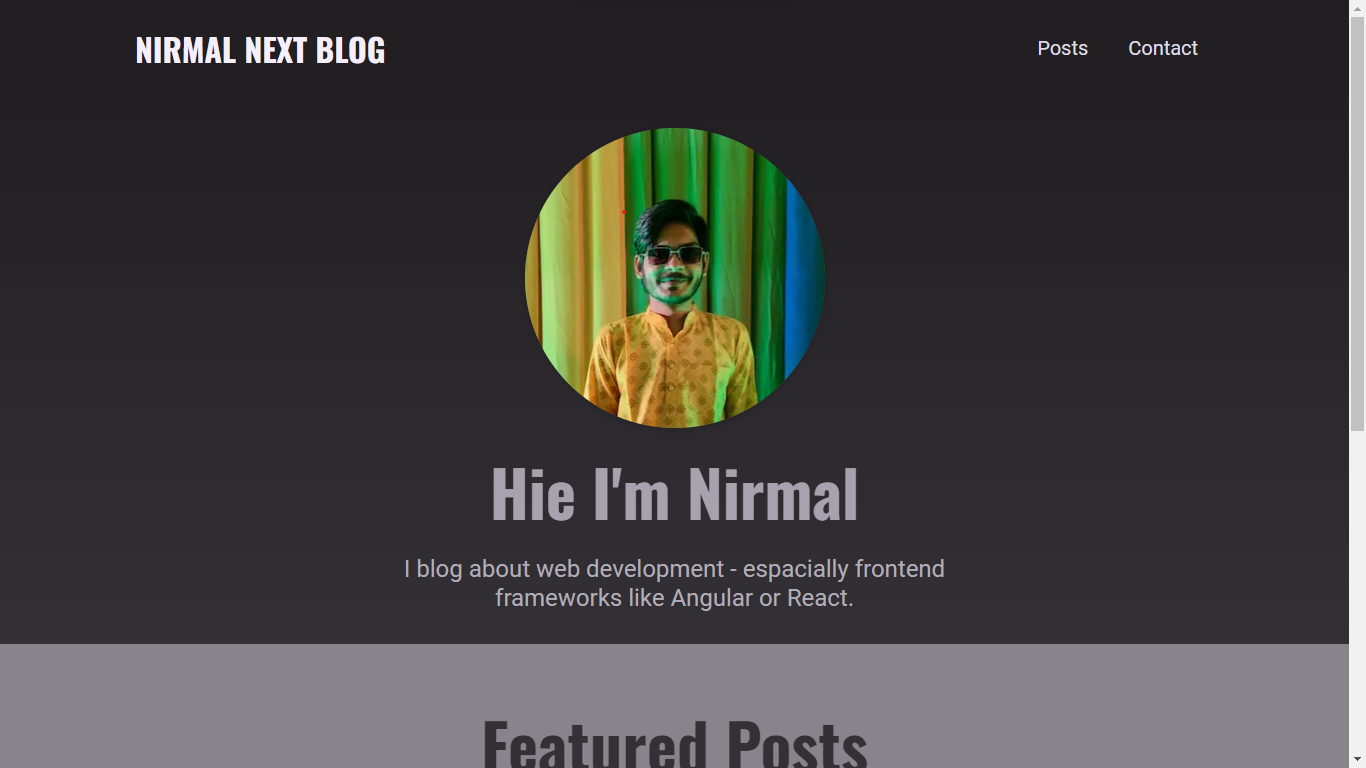 NIRMAL NEXT BLOG
Posts
Contact
Hie I'm Nirmal
I blog about web development - espacially frontend
frameworks like Angular or React.
Featured Posts